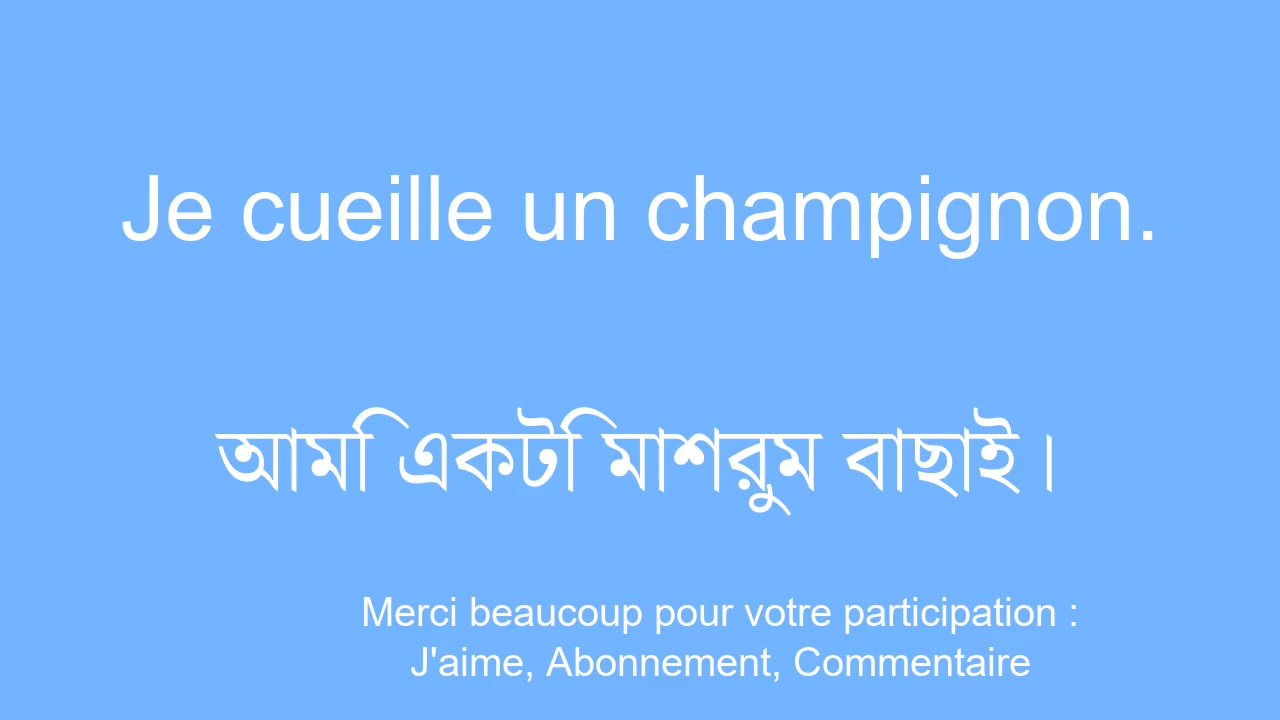 Je cueille un champignon.
আমি একটি মাশরুম বাছাই।
Merci beaucoup pour votre participation :
J'aime, Abonnement, Commentaire